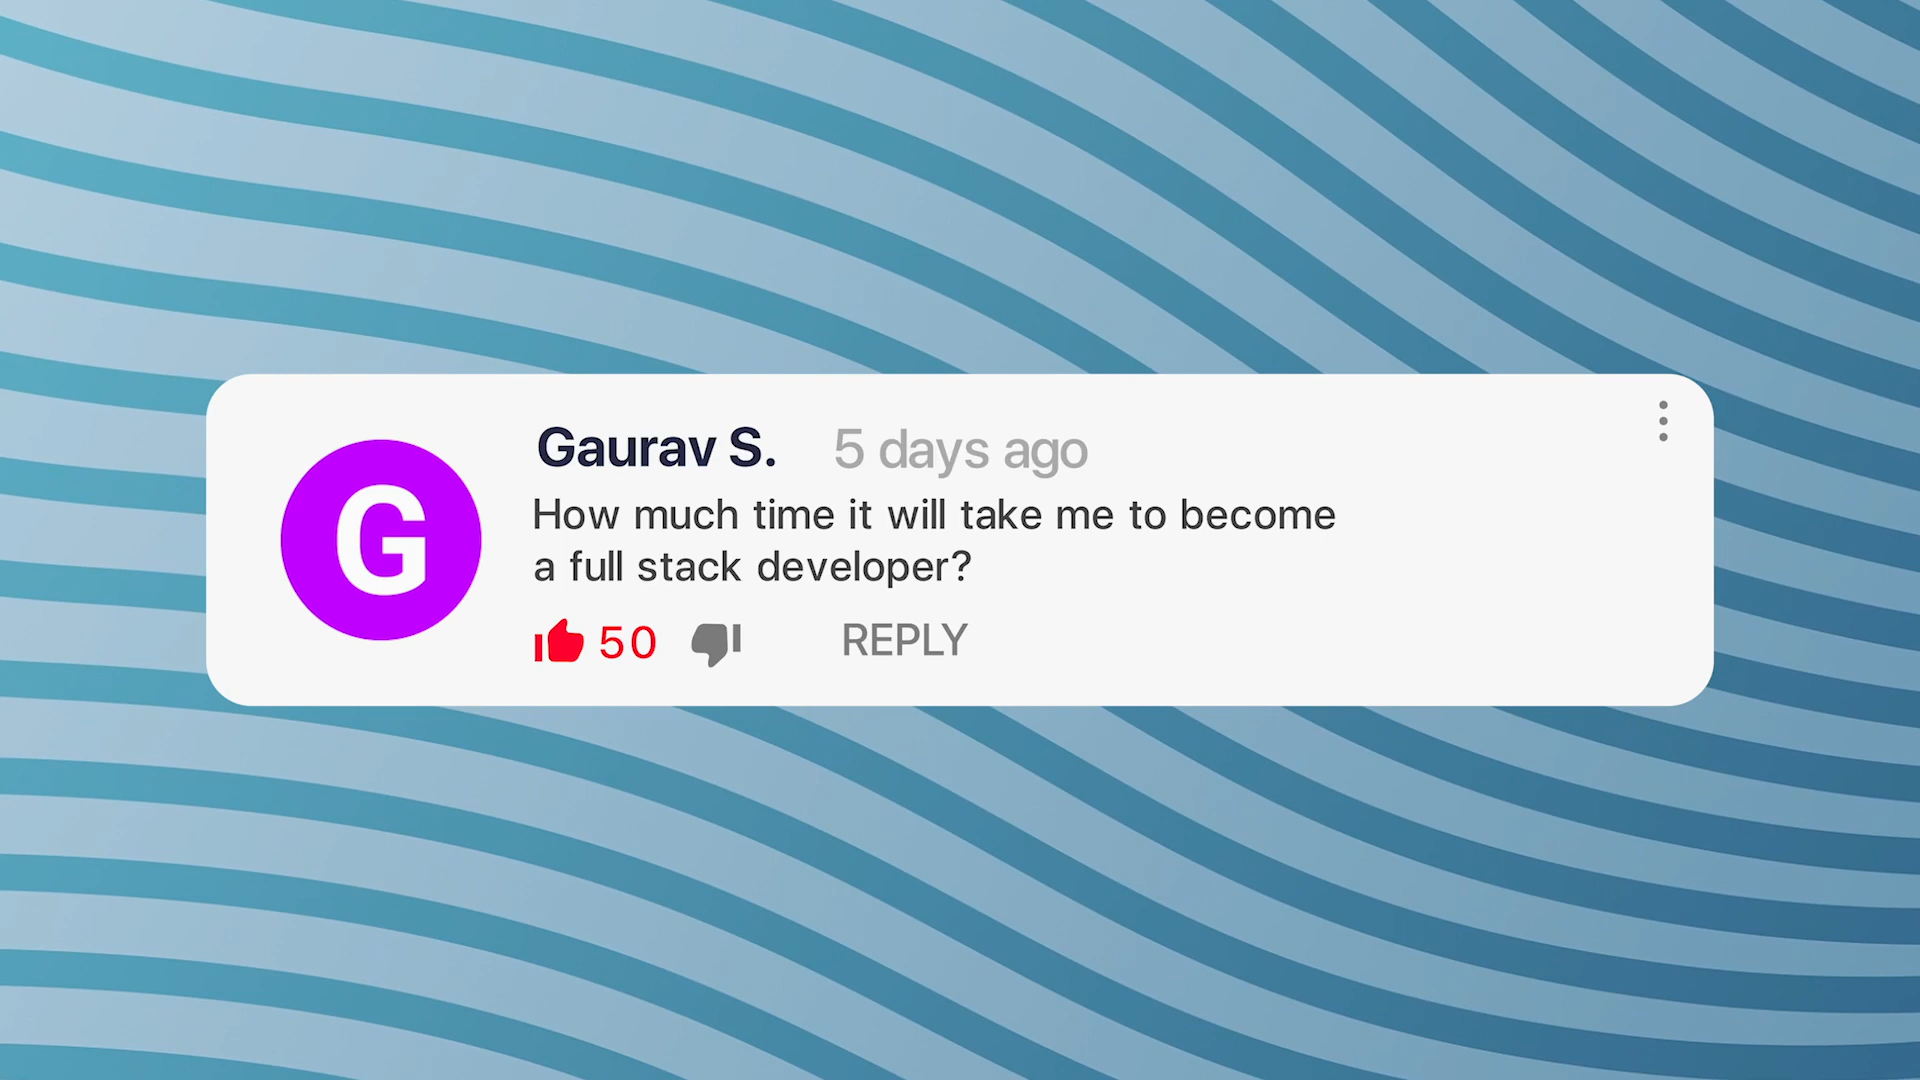 G
Gaurav S. 5 days ago
How much time it will take me to become
a full stack developer?
50 REPLY